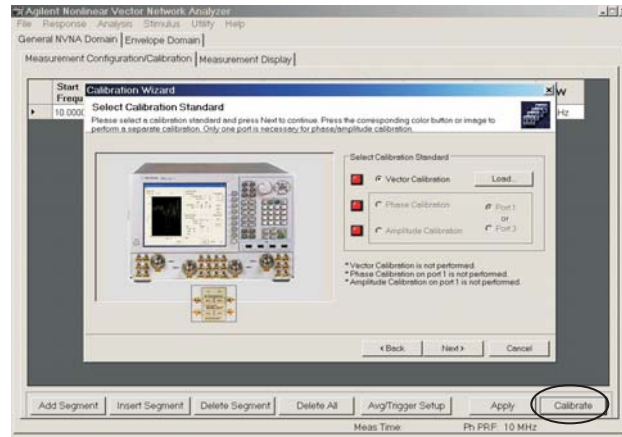 Agilent Nonlinear Vector Network Analyzer
File Response Analysis Stimulus Utility Help
General NVNA Domain Envelope Domain
Measurement Configuration/Calibration Measurement Display
Start
Frequ
10.0000
Calibration Wizard
W
Hz
Select Calibration Standard
Please select a calibration standard and press Next to continue. Press the corresponding color button or image to
perform a separate calibration. Only one port is necessary for phase/amplitude calibration.
Select Calibration Standard
Vector Calibration Load...
Phase Calibration Port 1
or
Amplitude Calibration Port 3
* Vector Calibration is not performed.
* Phase Calibration on port 1 is not performed.
* Amplitude Calibration on port 1 is not performed.
< Back Next > Cancel
Add Segment Insert Segment Delete Segment Delete All Avg/Trigger Setup Apply Calibrate
Meas Time: Ph PRF: 10 MHz